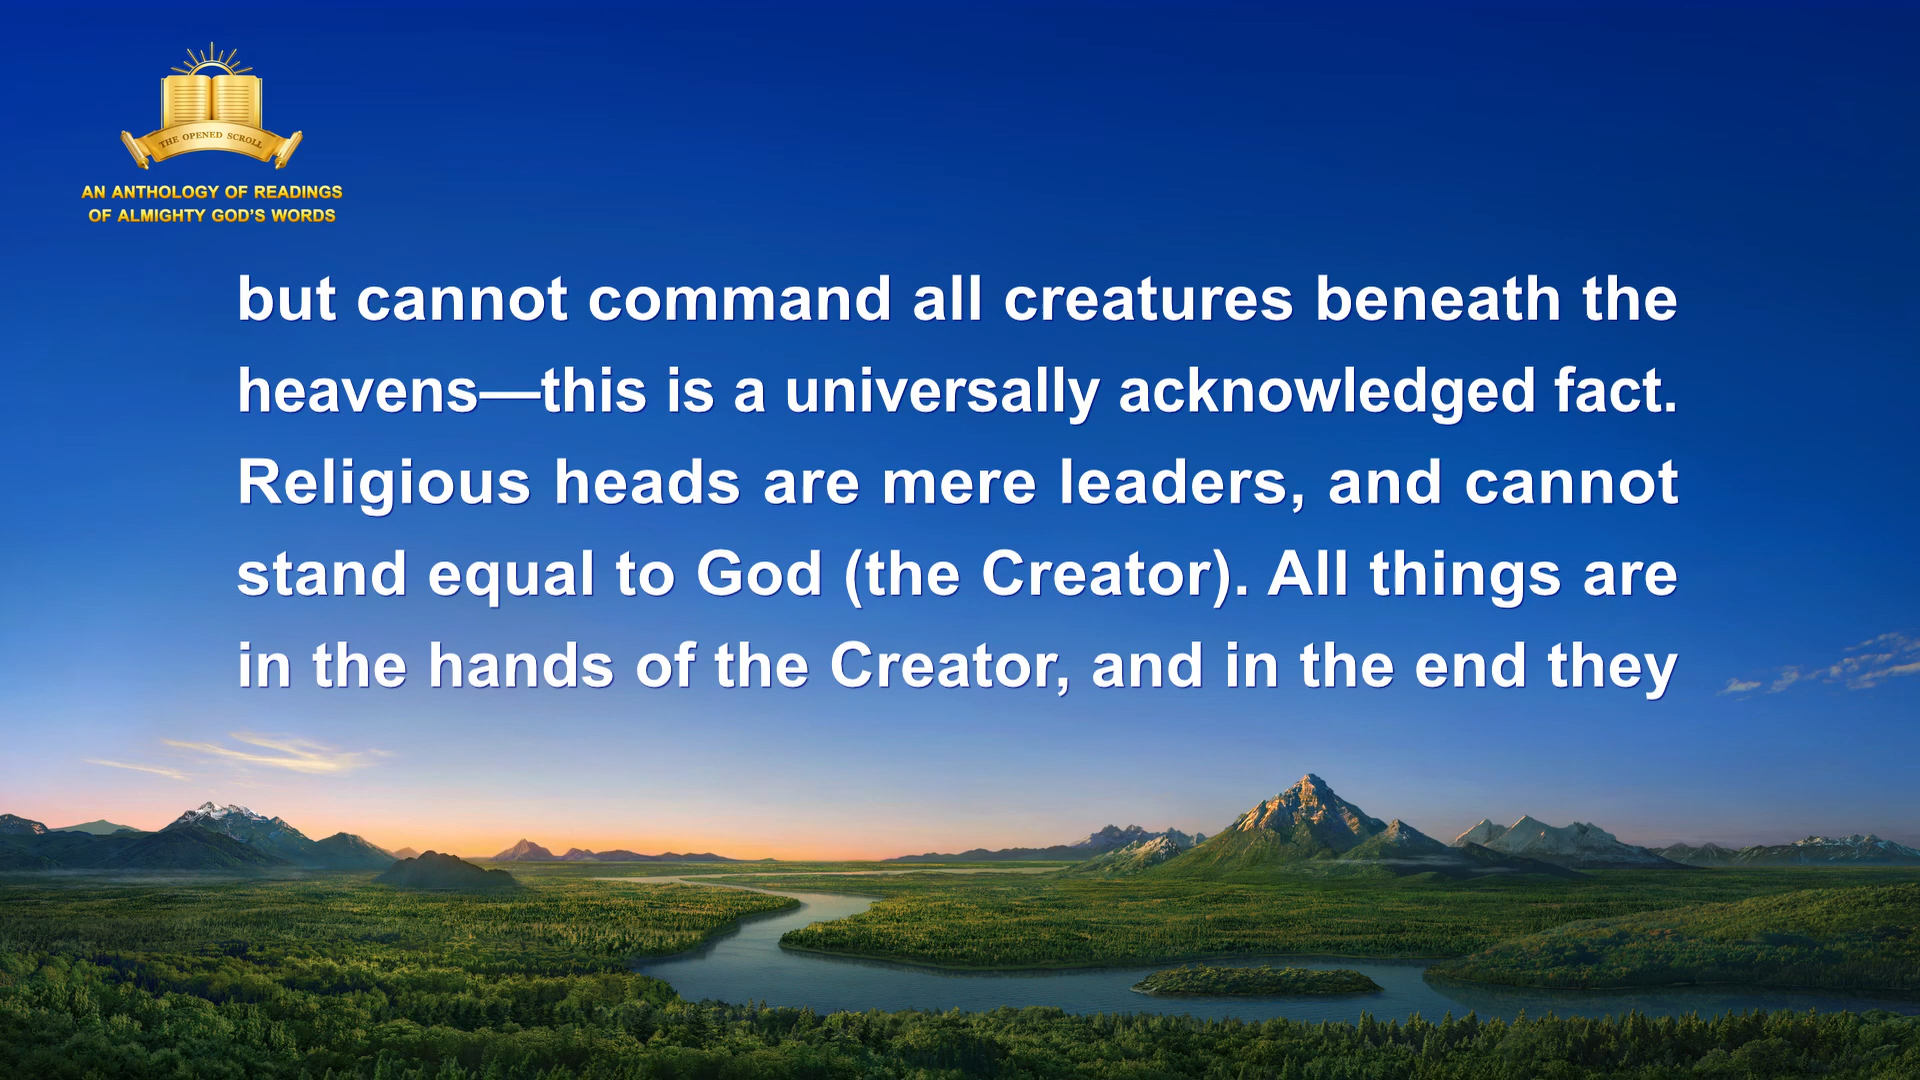 THE OPENED SCROLL
AN ANTHOLOGY OF READINGS
OF ALMIGHTY GOD'S WORDS
but cannot command all creatures beneath the
heavens—this is a universally acknowledged fact.
Religious heads are mere leaders, and cannot
stand equal to God (the Creator). All things are
in the hands of the Creator, and in the end they